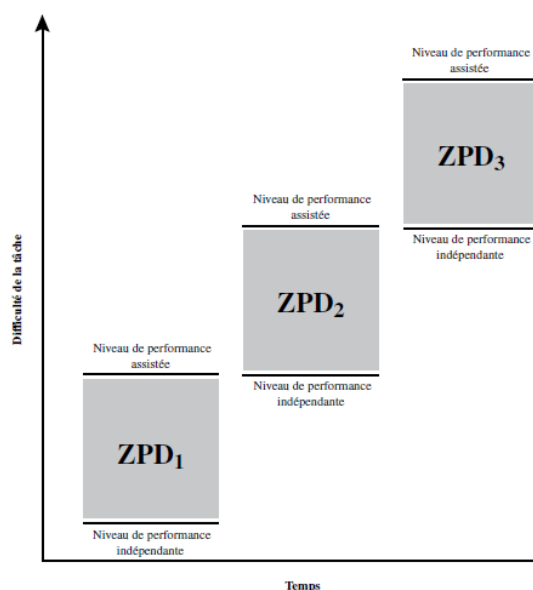 Niveau de performance
assistée
ZPD3
Niveau de performance
indépendante
Niveau de performance
assistée
ZPD2
Niveau de performance
indépendante
Niveau de performance
assistée
ZPD1
Niveau de performance
indépendante
Difficulté de la tâche
Temps